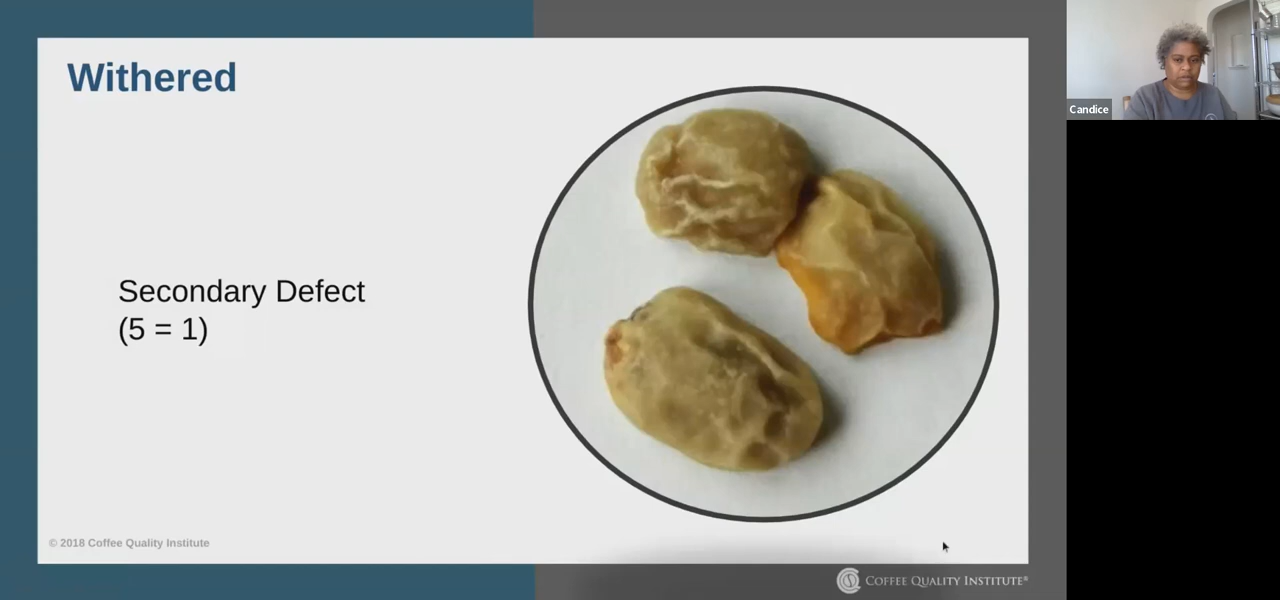 Withered
Secondary Defect
(5 = 1)
© 2018 Coffee Quality Institute
COFFEE QUALITY INSTITUTE®
Candice